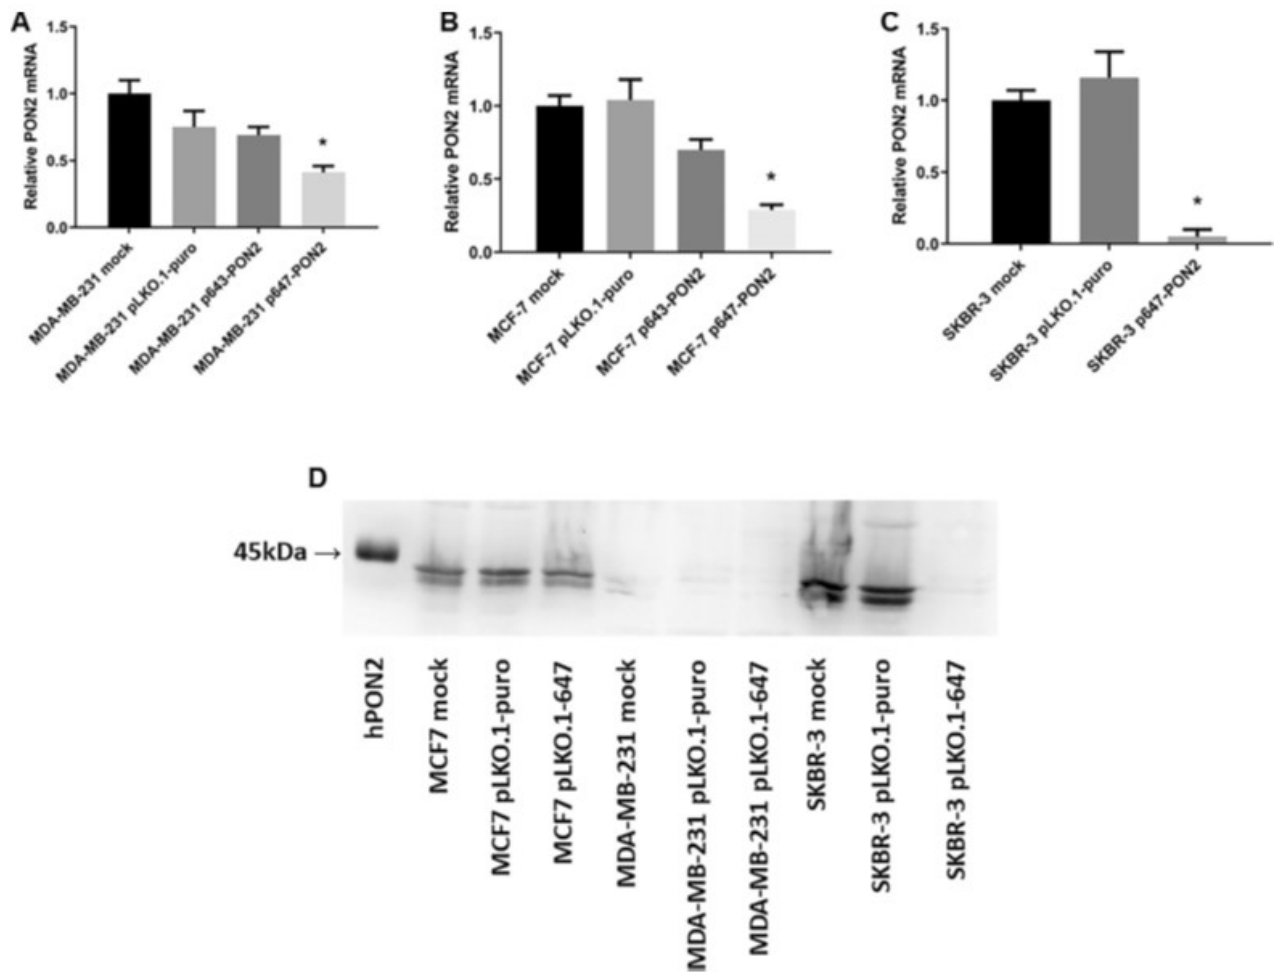 A
Relative PON2 mRNA
1.5
1.0
0.5
0.0
*
MDA-MB-231 mock
MDA-MB-231 pLKO.1-puro
MDA-MB-231 p643-PON2
MDA-MB-231 p647-PON2
B
Relative PON2 mRNA
1.5
1.0
0.5
0.0
*
MCF-7 mock
MCF-7 pLKO.1-puro
MCF-7 p643-PON2
MCF-7 p647-PON2
C
Relative PON2 mRNA
1.5
1.0
0.5
0.0
*
SKBR-3 mock
SKBR-3 pLKO.1-puro
SKBR-3 p647-PON2
D
45kDa →
hPON2
MCF7 mock
MCF7 pLKO.1-puro
MCF7 pLKO.1-647
MDA-MB-231 mock
MDA-MB-231 pLKO.1-puro
MDA-MB-231 pLKO.1-647
SKBR-3 mock
SKBR-3 pLKO.1-puro
SKBR-3 pLKO.1-647